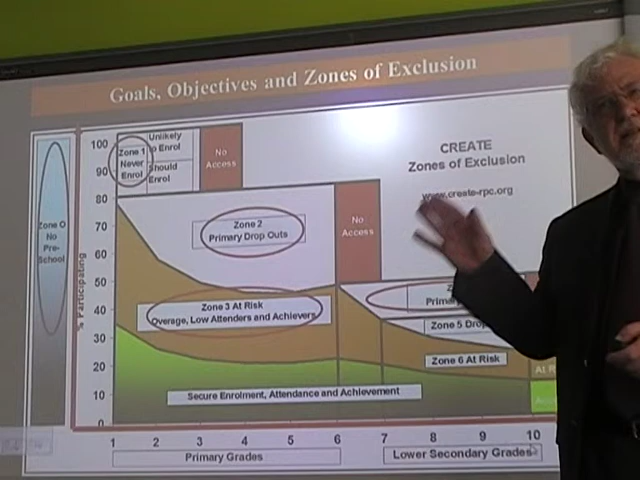 Goals, Objectives and Zones of Exclusion
100
90
80
70
60
50
40
30
20
10
0
% Participating
Zone 0
No
Pre-
School
Zone 1
Never
Enrol
Unlikely
to Enrol
Should
Enrol
No
Access
CREATE
Zones of Exclusion
www.create-rpc.org
Zone 2
Primary Drop Outs
No
Access
Zone 3 At Risk
Overage, Low Attenders and Achievers
Zone 5
Zone 6 At Risk
At
Secure Enrolment, Attendance and Achievement
1 2 3 4 5 6 7 8 9 10
Primary Grades
Lower Secondary Grades